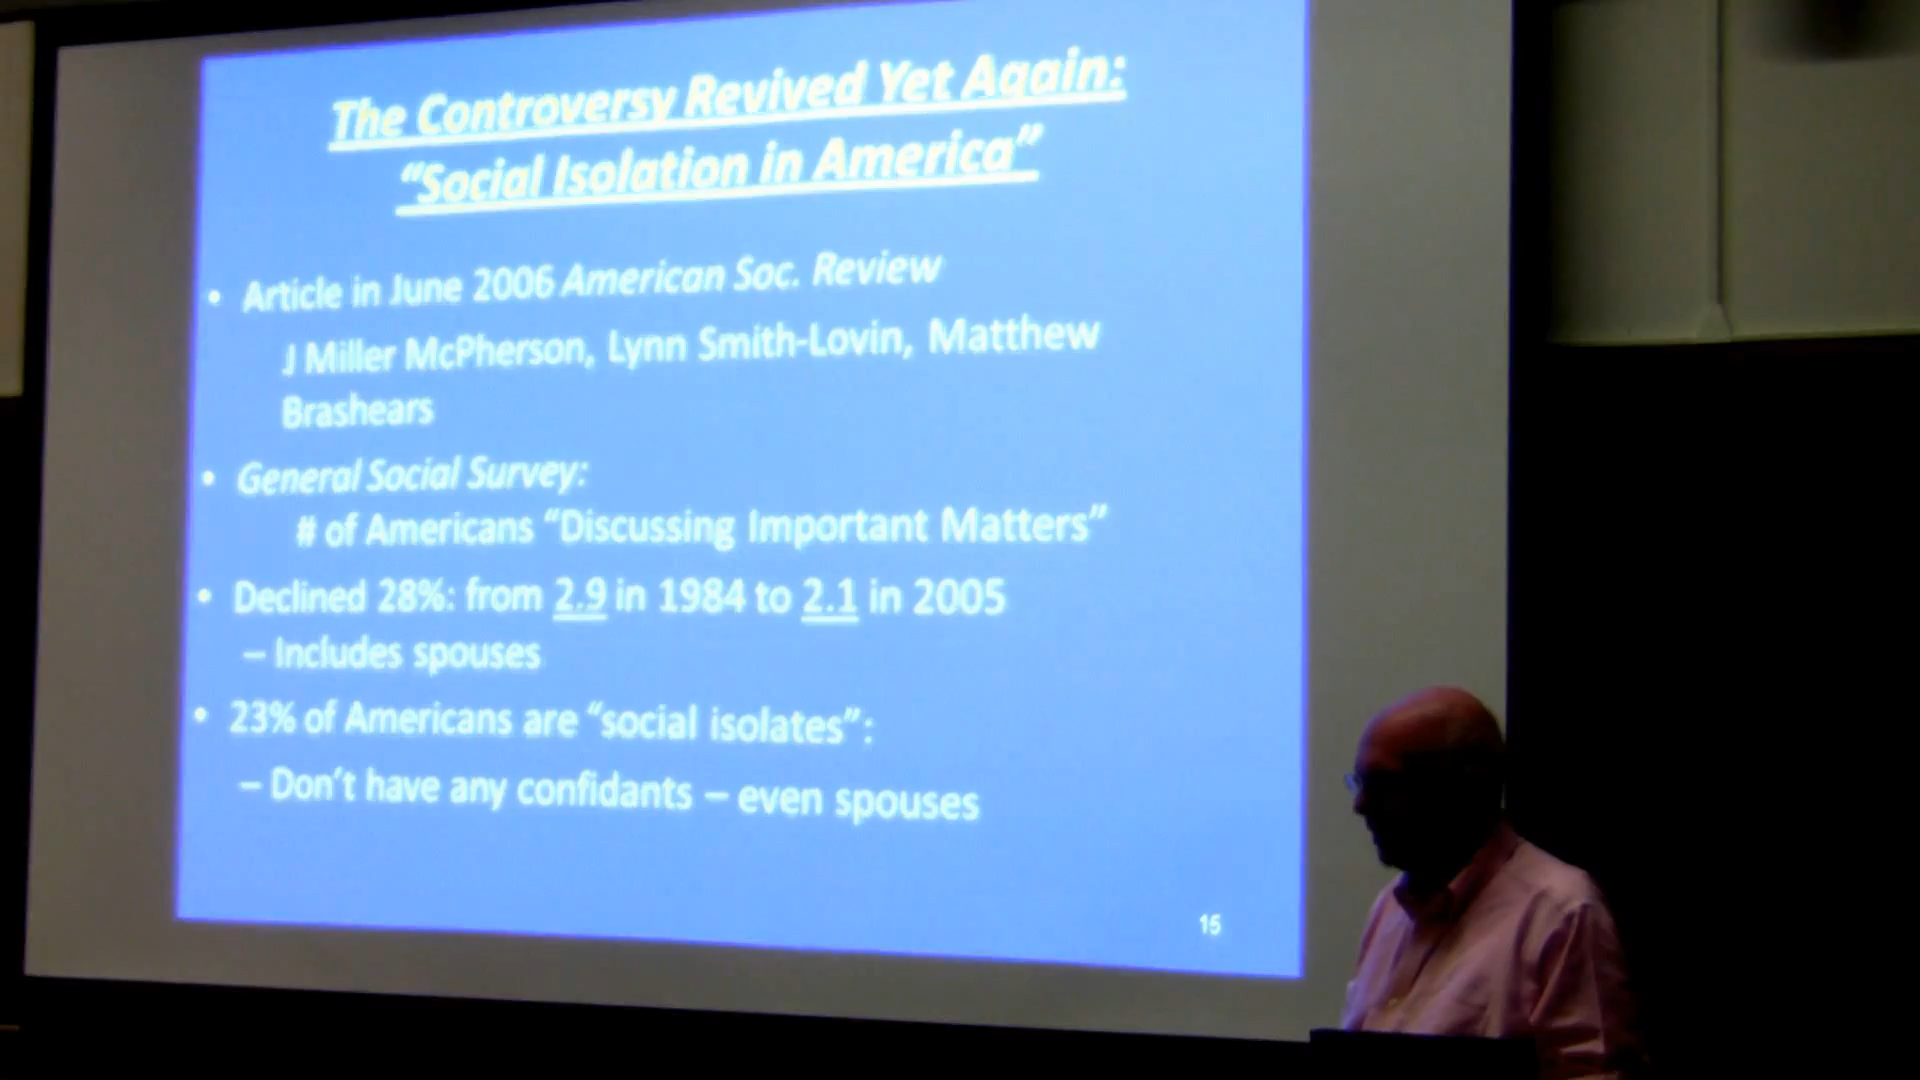 The Controversy Revived Yet Again:
“Social Isolation in America”
• Article in June 2006 American Soc. Review
J Miller McPherson, Lynn Smith-Lovin, Matthew
Brashears
• General Social Survey:
# of Americans “Discussing Important Matters”
• Declined 28%: from 2.9 in 1984 to 2.1 in 2005
– Includes spouses
• 23% of Americans are “social isolates”:
– Don’t have any confidants – even spouses
15